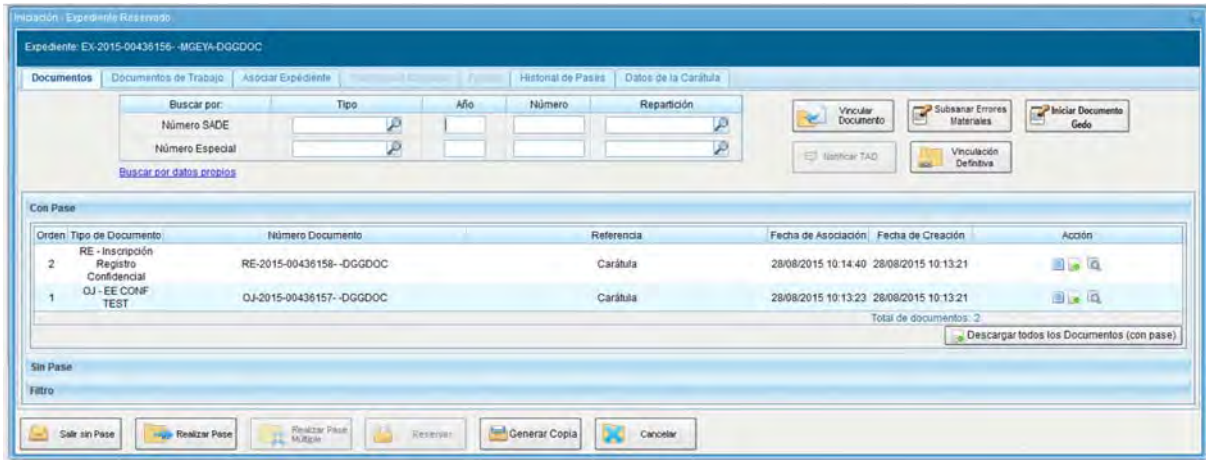 Iniciación - Expediente Reservado
Expediente: EX-2015-00436156- -MGEYA-DGGDOC
Documentos Documentos de Trabajo Asociar Expediente Historial de Pases Datos de la Carátula
Buscar por: Tipo Año Número Repartición
Número SADE
Número Especial
Buscar por datos propios
Vincular Documento
Subsanar Errores Materiales
Iniciar Documento Gedo
Notificar TAD
Vinculación Definitiva
Con Pase
Orden Tipo de Documento Número Documento Referencia Fecha de Asociación Fecha de Creación Acción
2 RE - Inscripción Registro Confidencial RE-2015-00436158- -DGGDOC Carátula 28/08/2015 10:14:40 28/08/2015 10:13:21
1 OJ - EE CONF TEST OJ-2015-00436157- -DGGDOC Carátula 28/08/2015 10:13:23 28/08/2015 10:13:21
Total de documentos: 2
Descargar todos los Documentos (con pase)
Sin Pase
Filtro
Salir sin Pase Realizar Pase Realizar Pase Múltiple Reservar Generar Copia Cancelar